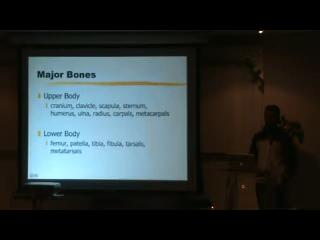 Major Bones
Upper Body
cranium, clavicle, scapula, sternum,
humerus, ulna, radius, carpals, metacarpals
Lower Body
femur, patella, tibia, fibula, tarsals,
metatarsals